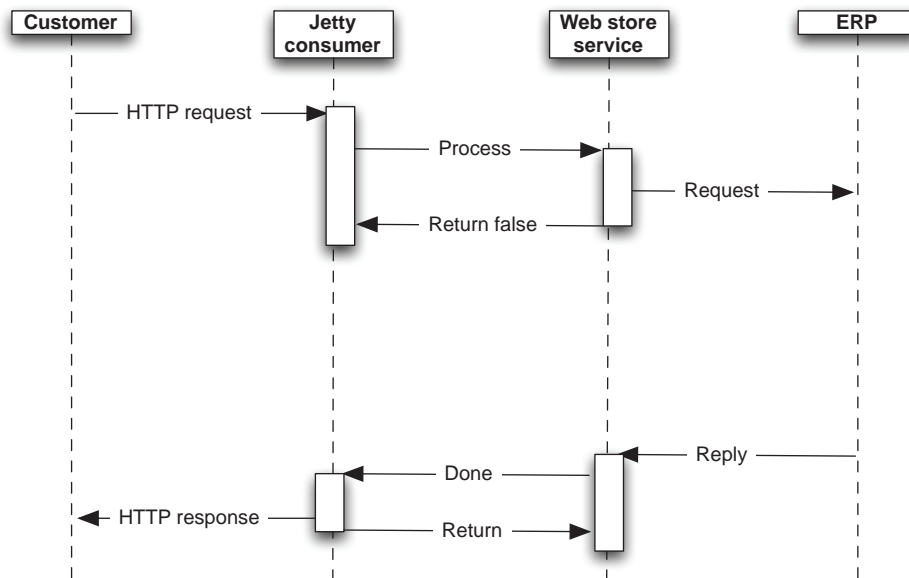 Customer
Jetty
consumer
Web store
service
ERP
HTTP request
Process
Request
Return false
Reply
Done
HTTP response
Return